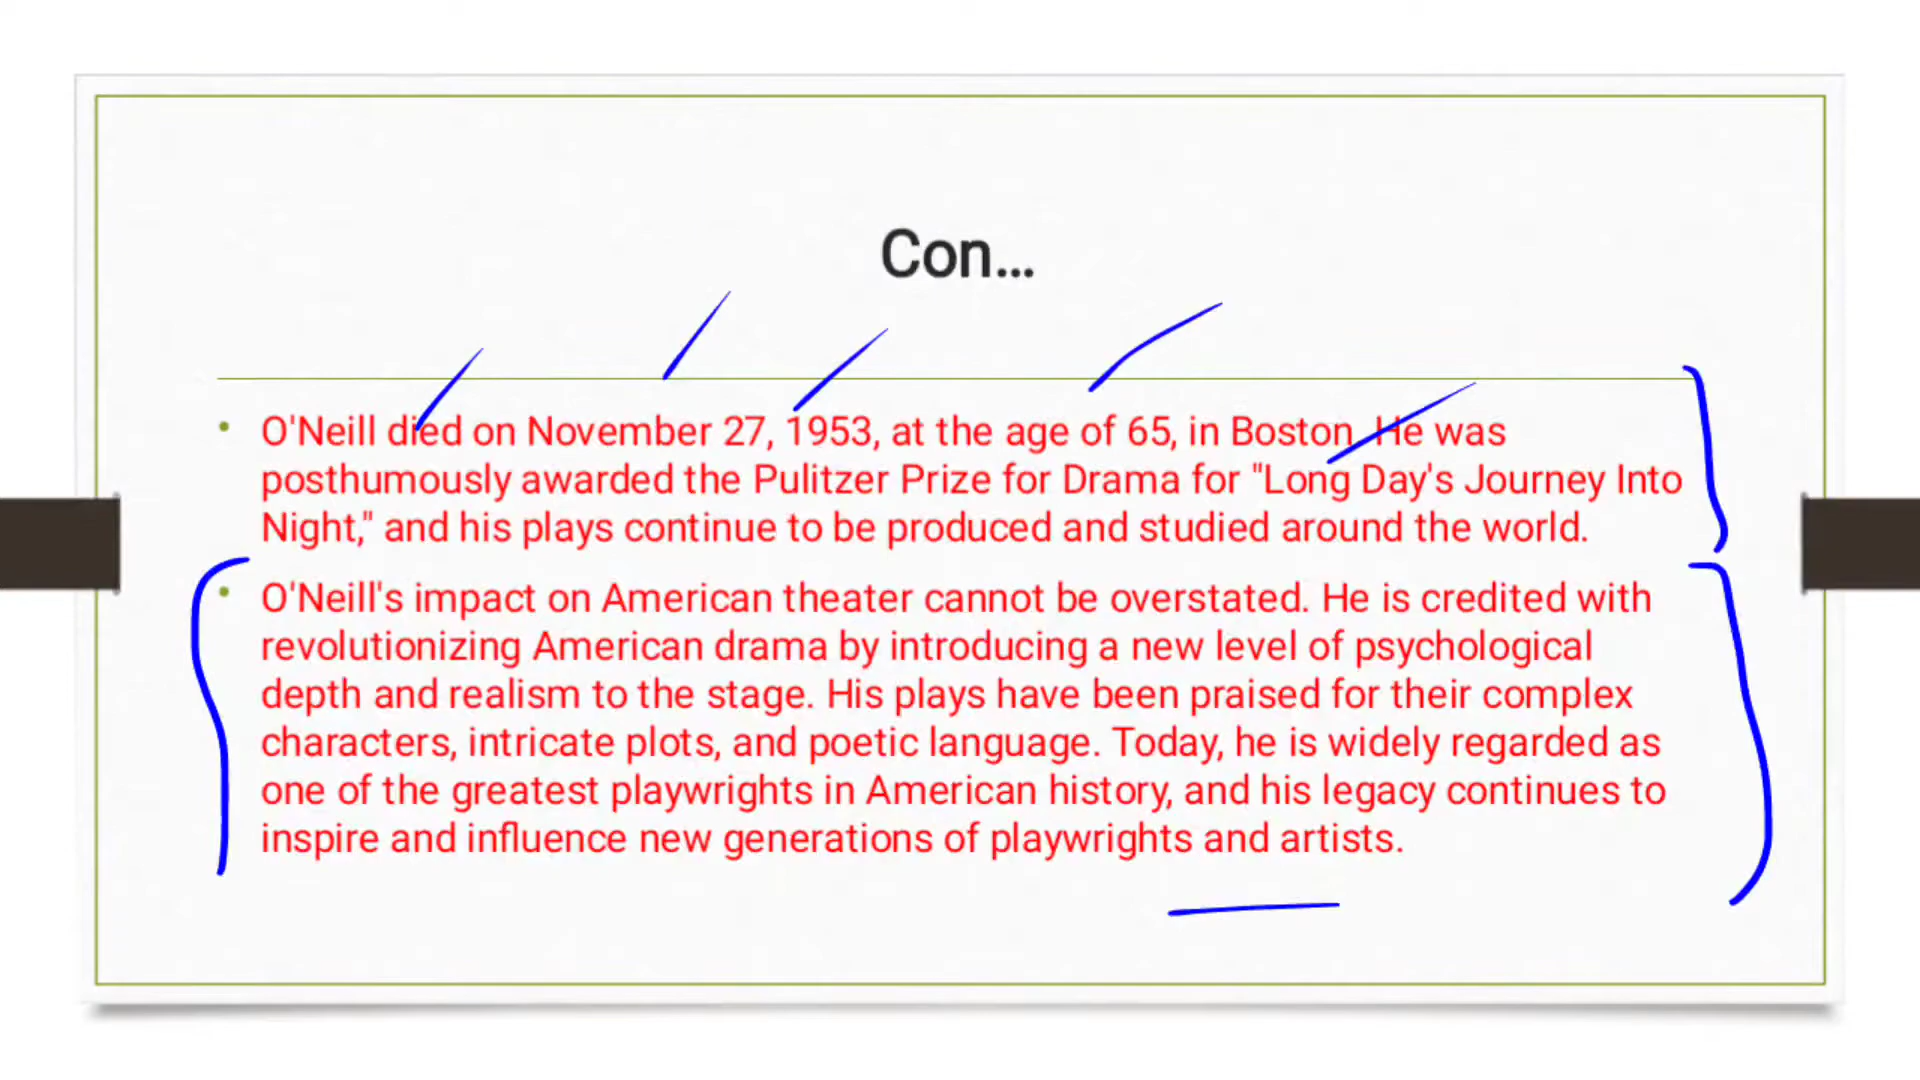 Con...
• O'Neill died on November 27, 1953, at the age of 65, in Boston. He was
posthumously awarded the Pulitzer Prize for Drama for "Long Day's Journey Into
Night," and his plays continue to be produced and studied around the world.
• O'Neill's impact on American theater cannot be overstated. He is credited with
revolutionizing American drama by introducing a new level of psychological
depth and realism to the stage. His plays have been praised for their complex
characters, intricate plots, and poetic language. Today, he is widely regarded as
one of the greatest playwrights in American history, and his legacy continues to
inspire and influence new generations of playwrights and artists.